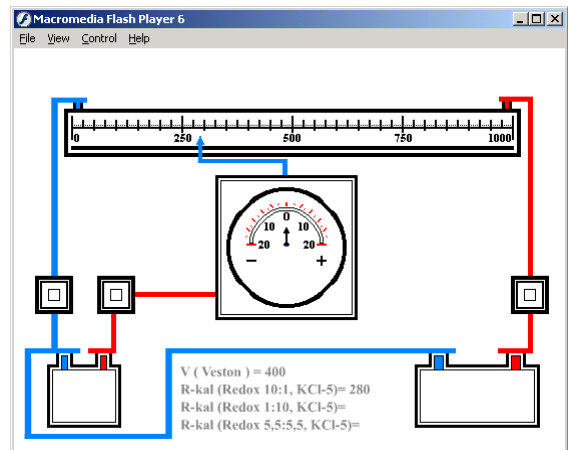 Macromedia Flash Player 6
File View Control Help
0 250 500 750 1000
0
10 10
20 20
- +
V ( Veston ) = 400
R-kal (Redox 10:1, KCl-5)= 280
R-kal (Redox 1:10, KCl-5)=
R-kal (Redox 5,5:5,5, KCl-5)=